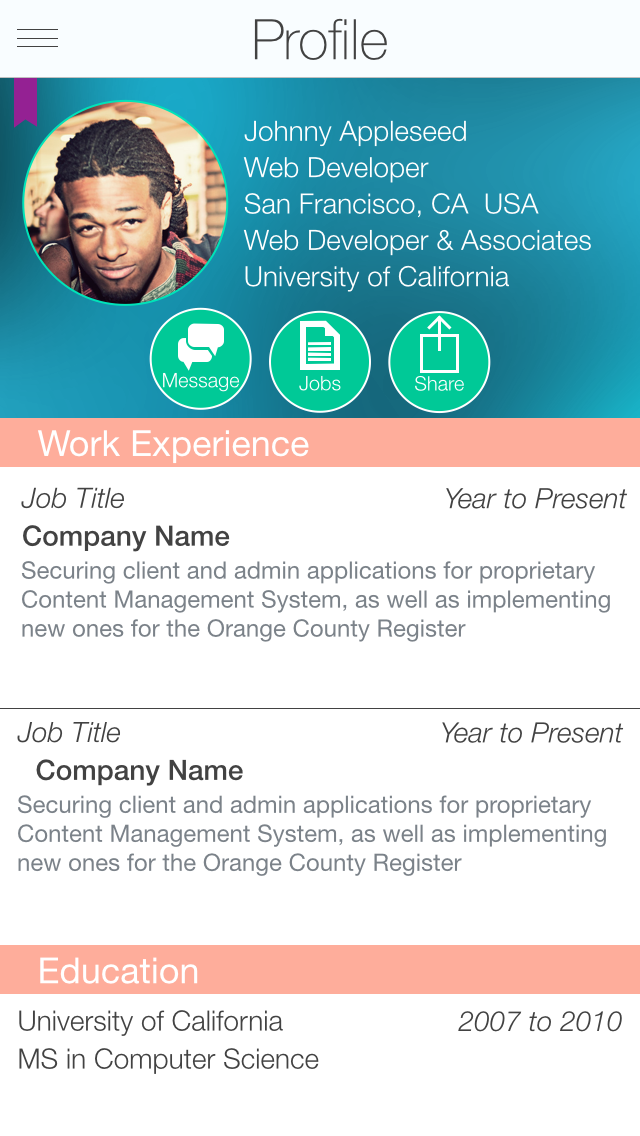 Profile
Johnny Appleseed
Web Developer
San Francisco, CA  USA
Web Developer & Associates
University of California
Message
Jobs
Share
Work Experience
Job Title
Year to Present
Company Name
Securing client and admin applications for proprietary
Content Management System, as well as implementing
new ones for the Orange County Register
Job Title
Year to Present
Company Name
Securing client and admin applications for proprietary
Content Management System, as well as implementing
new ones for the Orange County Register
Education
University of California
2007 to 2010
MS in Computer Science